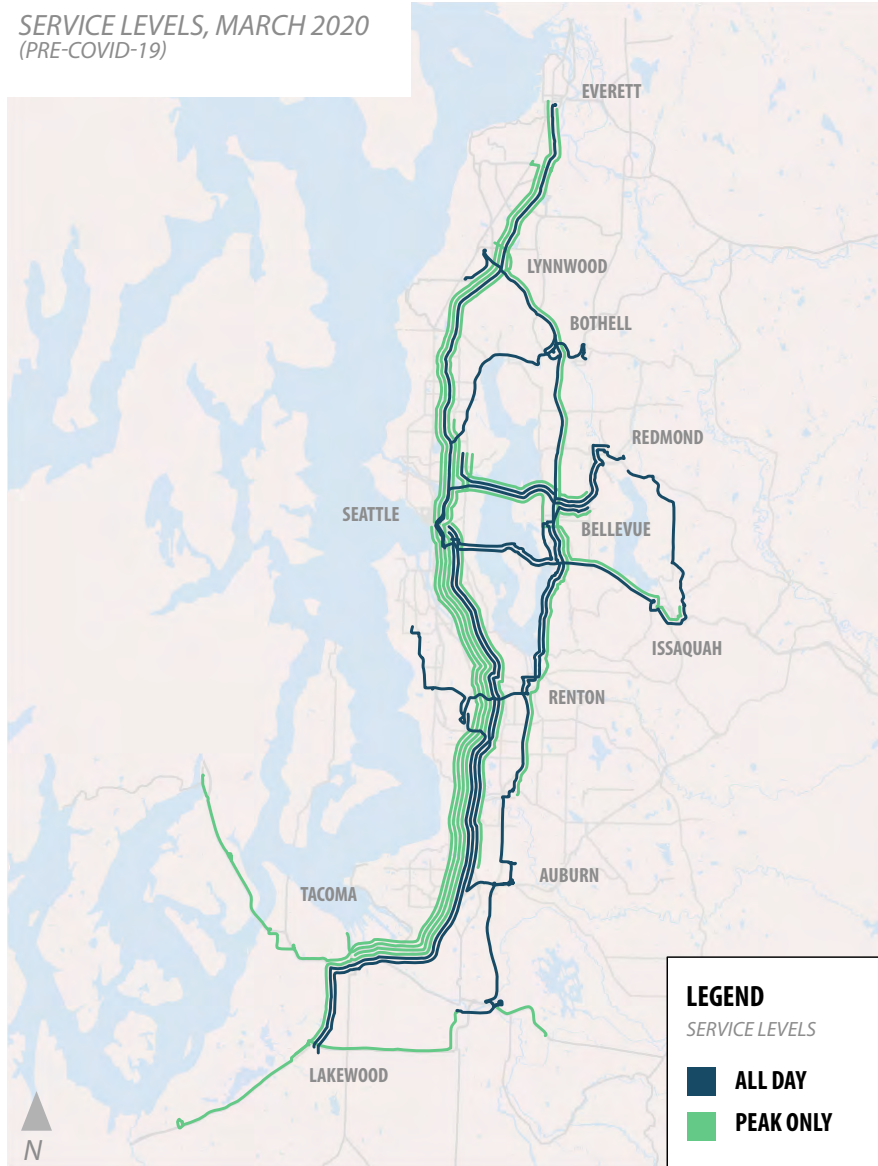 SERVICE LEVELS, MARCH 2020
(PRE-COVID-19)
EVERETT
LYNNWOOD
BOTHELL
REDMOND
SEATTLE
BELLEVUE
ISSAQUAH
RENTON
AUBURN
TACOMA
LAKEWOOD
LEGEND
SERVICE LEVELS
ALL DAY
PEAK ONLY
N